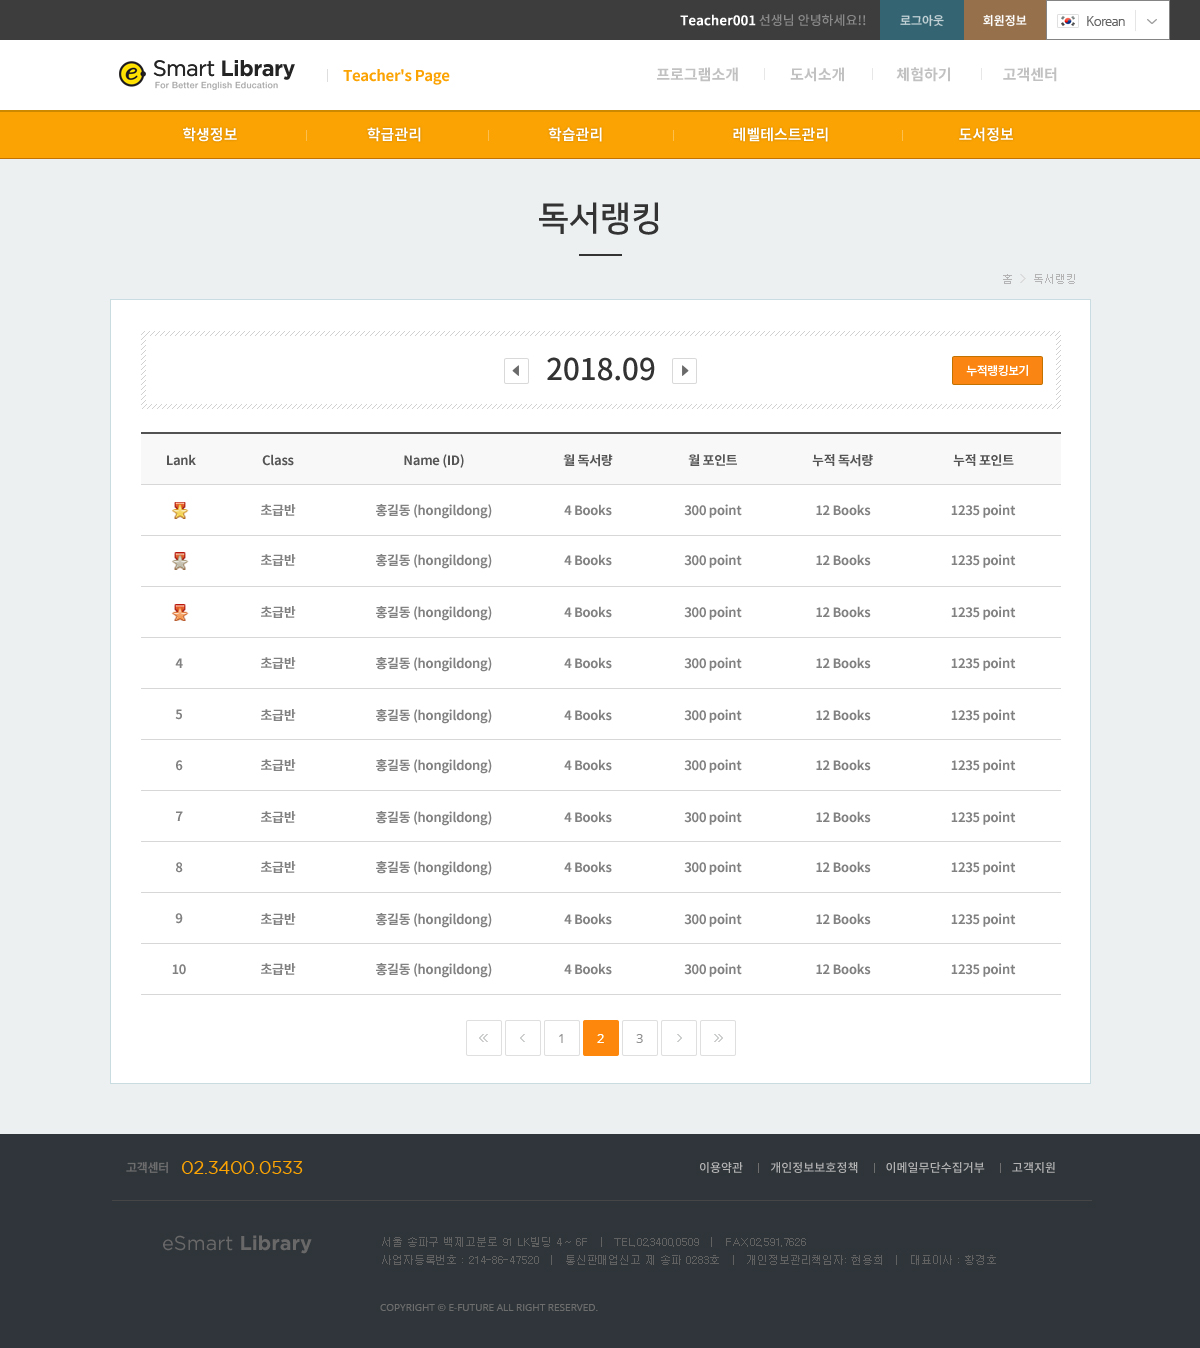 Teacher001 선생님 안녕하세요!! 로그아웃 회원정보 Korean
e Smart Library
For Better English Education
Teacher's Page 프로그램소개 도서소개 체험하기 고객센터
학생정보 학급관리 학습관리 레벨테스트관리 도서정보
독서랭킹
홈 > 독서랭킹
2018.09 누적랭킹보기
Lank Class Name (ID) 월 독서량 월 포인트 누적 독서량 누적 포인트
초급반 홍길동 (hongildong) 4 Books 300 point 12 Books 1235 point
초급반 홍길동 (hongildong) 4 Books 300 point 12 Books 1235 point
초급반 홍길동 (hongildong) 4 Books 300 point 12 Books 1235 point
4 초급반 홍길동 (hongildong) 4 Books 300 point 12 Books 1235 point
5 초급반 홍길동 (hongildong) 4 Books 300 point 12 Books 1235 point
6 초급반 홍길동 (hongildong) 4 Books 300 point 12 Books 1235 point
7 초급반 홍길동 (hongildong) 4 Books 300 point 12 Books 1235 point
8 초급반 홍길동 (hongildong) 4 Books 300 point 12 Books 1235 point
9 초급반 홍길동 (hongildong) 4 Books 300 point 12 Books 1235 point
10 초급반 홍길동 (hongildong) 4 Books 300 point 12 Books 1235 point
« < 1 2 3 > »
고객센터 02.3400.0533 이용약관 | 개인정보보호정책 | 이메일무단수집거부 | 고객지원
eSmart Library
서울 송파구 백제고분로 91 LK빌딩 4 ~ 6F | TEL.02.3400.0509 | FAX.02.591.7626
사업자등록번호 : 214-86-47520 | 통신판매업신고 제 송파 0283호 | 개인정보관리책임자: 현용희 | 대표이사 : 황경호
COPYRIGHT © E-FUTURE ALL RIGHT RESERVED.